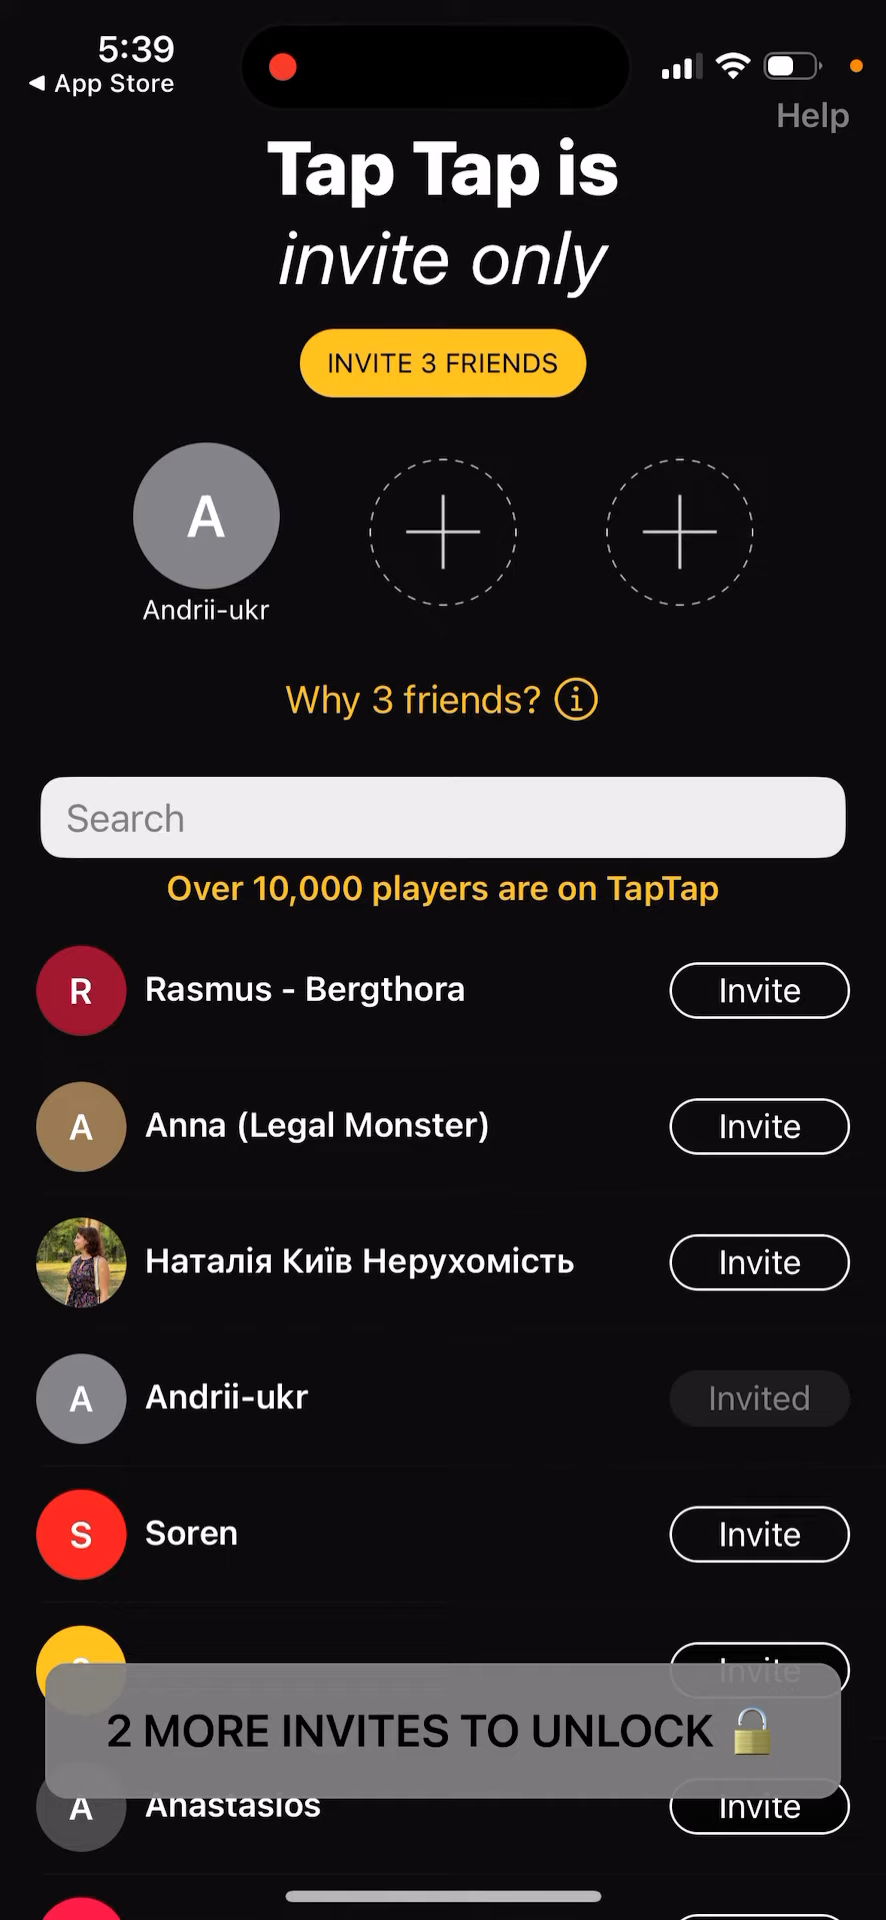 5:39
App Store
Help
Tap Tap is
invite only
INVITE 3 FRIENDS
A
Andrii-ukr
Why 3 friends?
Search
Over 10,000 players are on TapTap
R Rasmus - Bergthora Invite
A Anna (Legal Monster) Invite
Наталія Київ Нерухомість Invite
A Andrii-ukr Invited
S Soren Invite
Invite
2 MORE INVITES TO UNLOCK 🔓
A Anastasios Invite